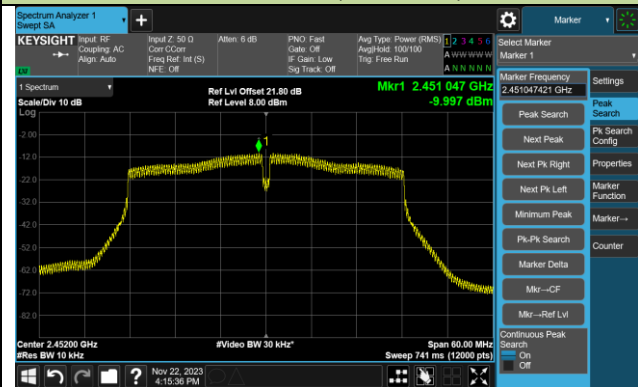 Spectrum Analyzer 1
Swept SA
Marker
KEYSIGHT Input: RF Input Z: 50 Ω Atten: 6 dB PNO: Fast Avg Type: Power (RMS) 1 2 3 4 5 6
Coupling: AC Corr CCorr Gate: Off Avg|Hold: 100/100 A W W W W W
Align: Auto Freq Ref: Int (S) IF Gain: Low Trig: Free Run
NFE: Off Sig Track: Off A N N N N N
LXI
Select Marker
Marker 1
1 Spectrum
Scale/Div 10 dB
Log
Ref Lvl Offset 21.80 dB
Ref Level 8.00 dBm
Mkr1 2.451 047 GHz
-9.997 dBm
-2.00
-12.0
-22.0
-32.0
-42.0
-52.0
-62.0
-72.0
-82.0
1
Center 2.45200 GHz
#Res BW 10 kHz
#Video BW 30 kHz*
Span 60.00 MHz
Sweep 741 ms (12000 pts)
Marker Frequency
2.451047421 GHz
Peak Search
Next Peak
Next Pk Right
Next Pk Left
Minimum Peak
Pk-Pk Search
Marker Delta
Mkr→CF
Mkr→Ref Lvl
Continuous Peak
Search
On
Off
Settings
Peak
Search
Pk Search
Config
Properties
Marker
Function
Marker→
Counter
?
Nov 22, 2023
4:15:36 PM